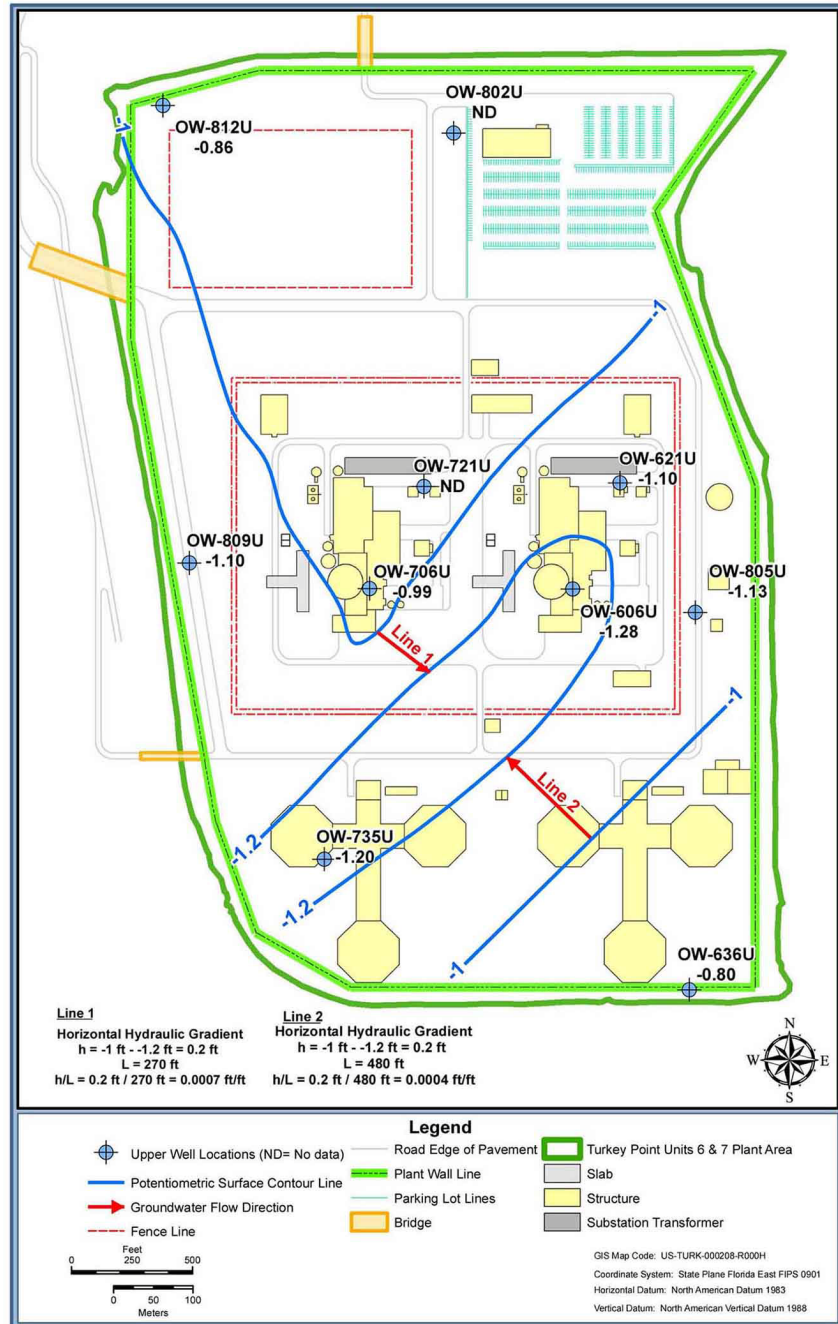 OW-802U
ND
-1
OW-812U
-0.86
-1
OW-721U
ND
OW-621U
-1.10
OW-809U
-1.10
OW-706U
-0.99
OW-805U
-1.13
OW-606U
-1.28
Line 1
-1
Line 2
-1.2
OW-735U
-1.20
-1.2
-1
OW-636U
-0.80
Line 1
Horizontal Hydraulic Gradient
h = -1 ft - -1.2 ft = 0.2 ft
L = 270 ft
h/L = 0.2 ft / 270 ft = 0.0007 ft/ft
Line 2
Horizontal Hydraulic Gradient
h = -1 ft - -1.2 ft = 0.2 ft
L = 480 ft
h/L = 0.2 ft / 480 ft = 0.0004 ft/ft
N
W E
S
Legend
Upper Well Locations (ND= No data)
Potentiometric Surface Contour Line
Groundwater Flow Direction
Fence Line
Road Edge of Pavement
Plant Wall Line
Parking Lot Lines
Bridge
Turkey Point Units 6 & 7 Plant Area
Slab
Structure
Substation Transformer
Feet
0 250 500
0 50 100
Meters
GIS Map Code: US-TURK-000208-R000H
Coordinate System: State Plane Florida East FIPS 0901
Horizontal Datum: North American Datum 1983
Vertical Datum: North American Vertical Datum 1988